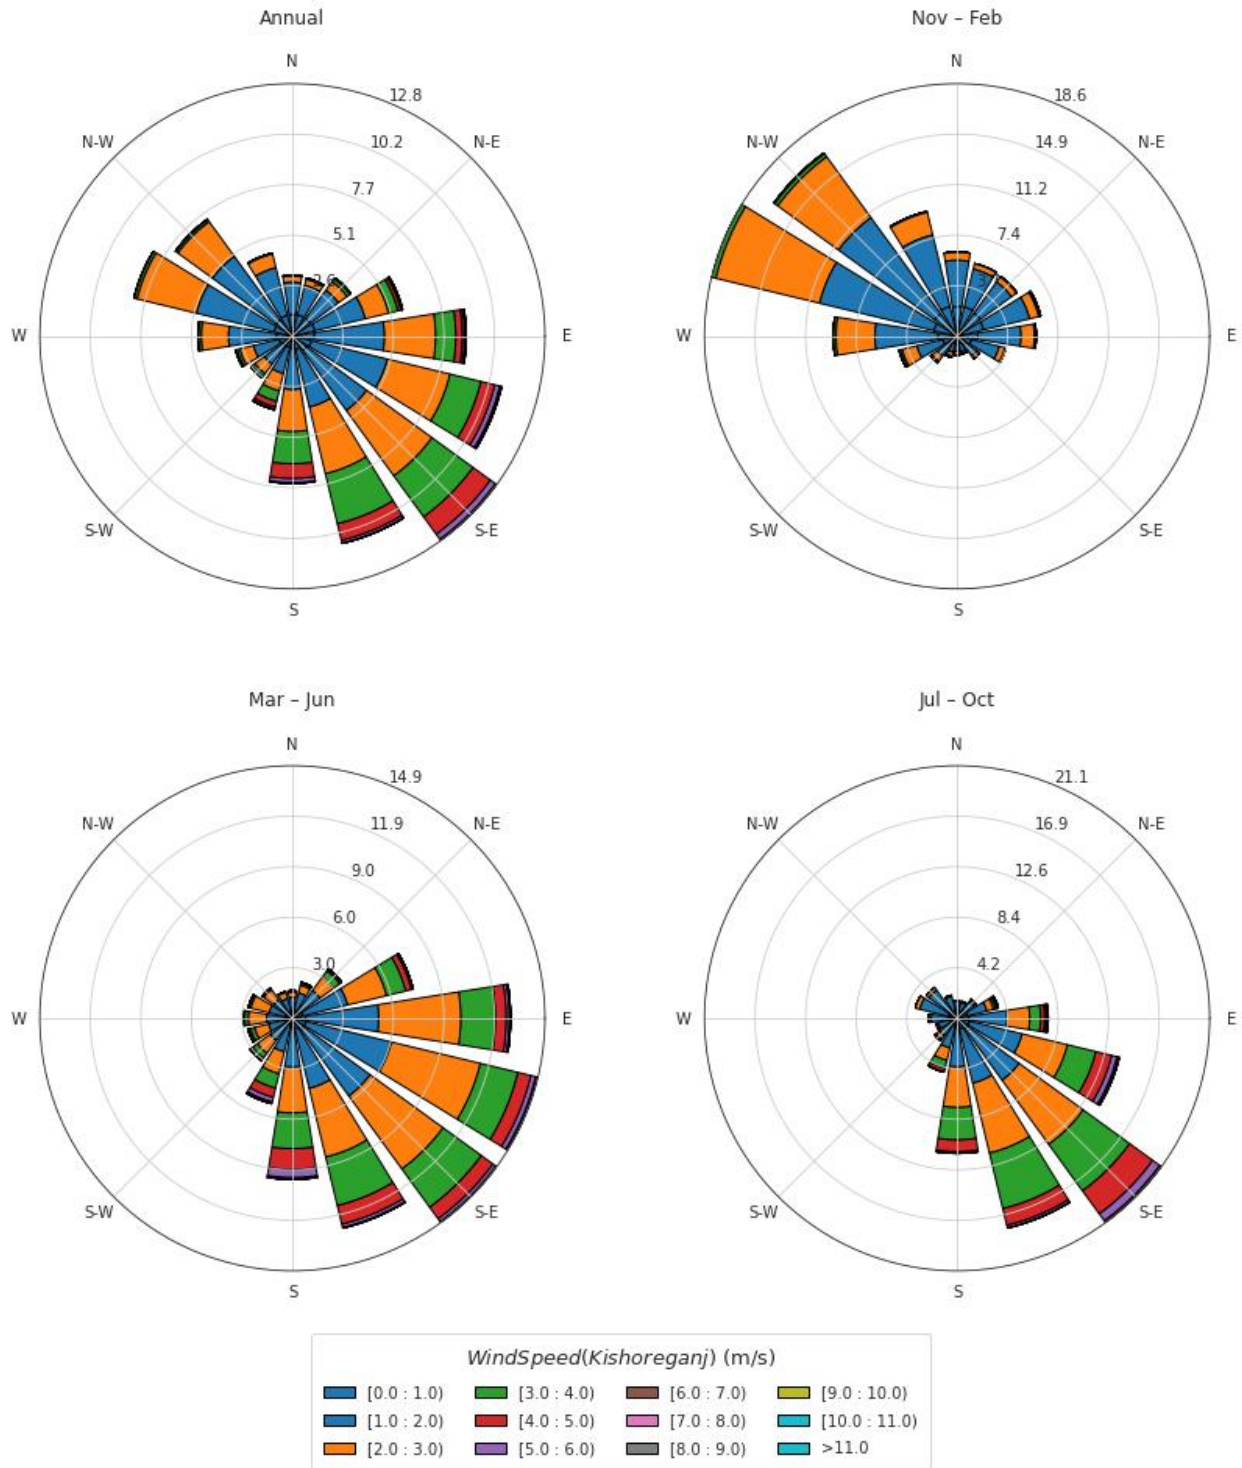 Annual
N
12.8
N-W
10.2
N-E
7.7
5.1
2.6
W
E
S-W
S-E
S
Nov – Feb
N
18.6
N-W
14.9
N-E
11.2
7.4
W
E
S-W
S-E
S
Mar – Jun
N
14.9
N-W
11.9
N-E
9.0
6.0
3.0
W
E
S-W
S-E
S
Jul – Oct
N
21.1
N-W
16.9
N-E
12.6
8.4
4.2
W
E
S-W
S-E
S
WindSpeed(Kishoreganj) (m/s)
[0.0 : 1.0)
[1.0 : 2.0)
[2.0 : 3.0)
[3.0 : 4.0)
[4.0 : 5.0)
[5.0 : 6.0)
[6.0 : 7.0)
[7.0 : 8.0)
[8.0 : 9.0)
[9.0 : 10.0)
[10.0 : 11.0)
>11.0